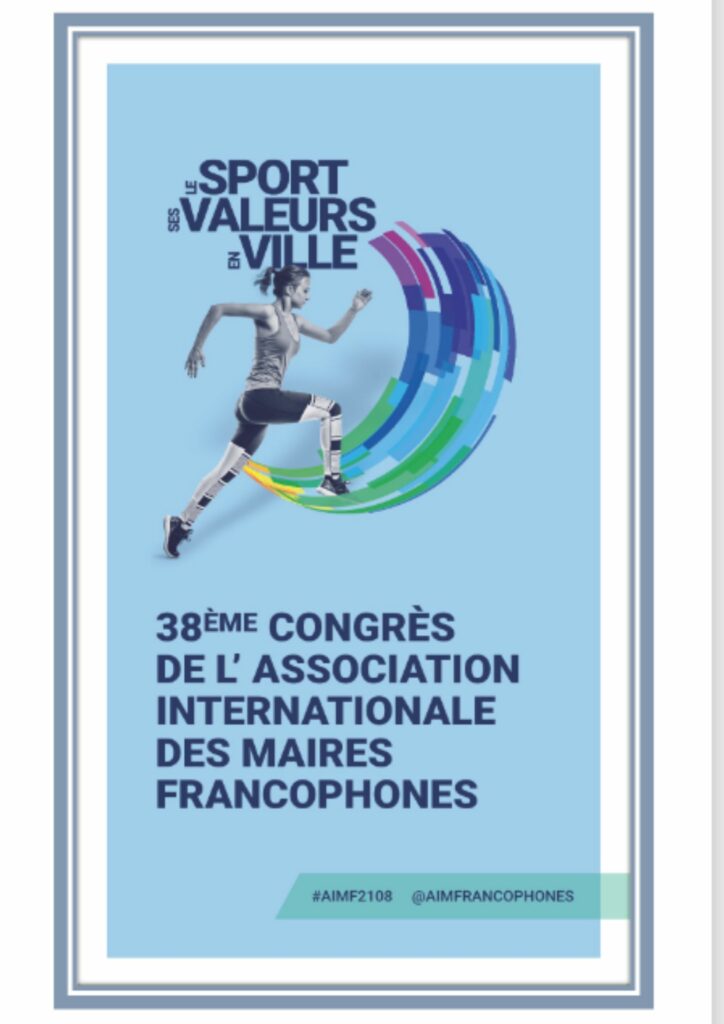 LE SPORT
SES VALEURS
EN VILLE
38ÈME CONGRÈS
DE L’ ASSOCIATION
INTERNATIONALE
DES MAIRES
FRANCOPHONES
#AIMF2108 @AIMFRANCOPHONES